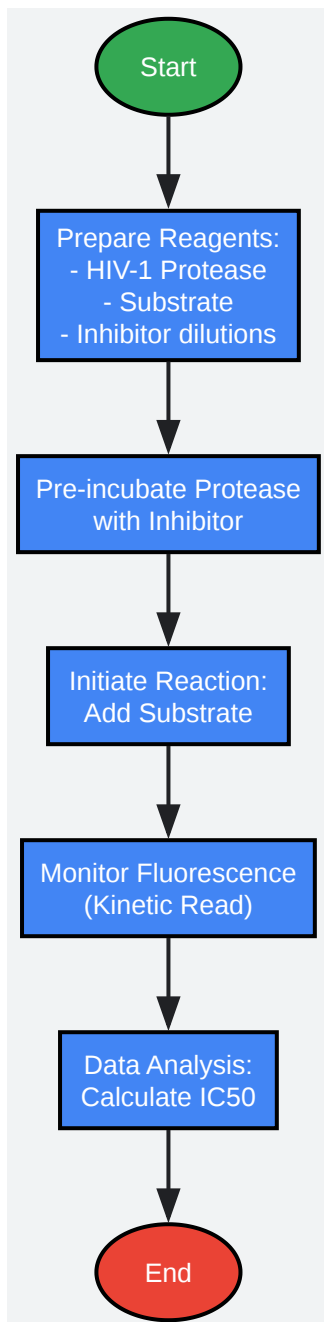 Start
Prepare Reagents:
- HIV-1 Protease
- Substrate
- Inhibitor dilutions
Pre-incubate Protease
with Inhibitor
Initiate Reaction:
Add Substrate
Monitor Fluorescence
(Kinetic Read)
Data Analysis:
Calculate IC50
End